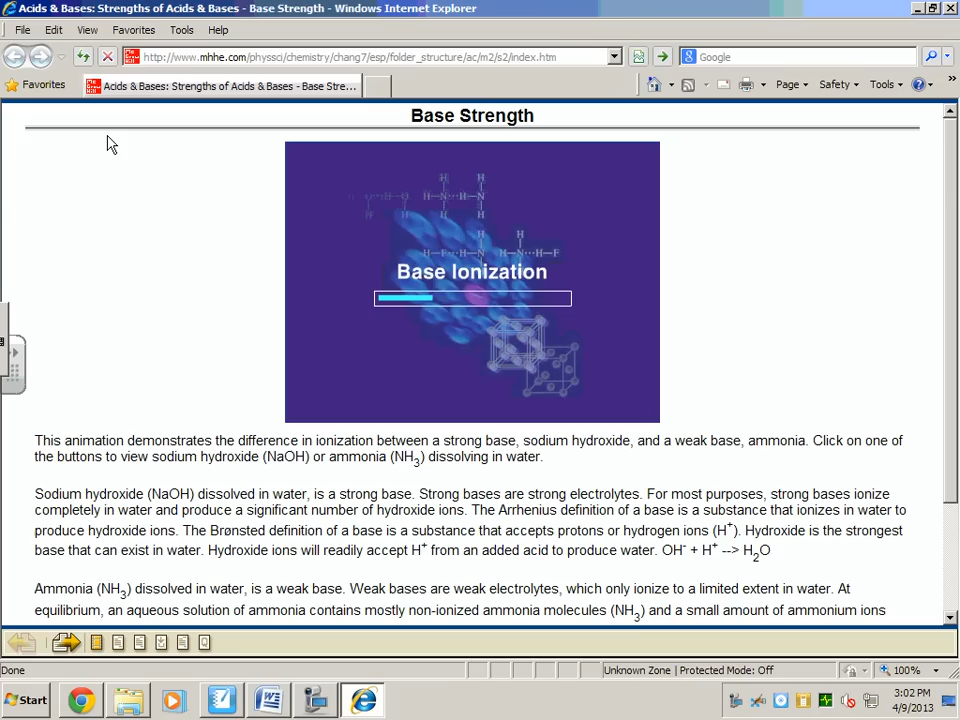 Acids & Bases: Strengths of Acids & Bases - Base Strength - Windows Internet Explorer
File Edit View Favorites Tools Help
http://www.mhhe.com/physsci/chemistry/chang7/esp/folder_structure/ac/m2/s2/index.htm
Google
Favorites
Acids & Bases: Strengths of Acids & Bases - Base Stre...
Page
Safety
Tools
Base Strength
H H
H N H N
H H
H H
H F H N H N H F
H H
Base Ionization
This animation demonstrates the difference in ionization between a strong base, sodium hydroxide, and a weak base, ammonia. Click on one of
the buttons to view sodium hydroxide (NaOH) or ammonia (NH3) dissolving in water.
Sodium hydroxide (NaOH) dissolved in water, is a strong base. Strong bases are strong electrolytes. For most purposes, strong bases ionize
completely in water and produce a significant number of hydroxide ions. The Arrhenius definition of a base is a substance that ionizes in water to
produce hydroxide ions. The Brønsted definition of a base is a substance that accepts protons or hydrogen ions (H+). Hydroxide is the strongest
base that can exist in water. Hydroxide ions will readily accept H+ from an added acid to produce water. OH- + H+ --> H2O
Ammonia (NH3) dissolved in water, is a weak base. Weak bases are weak electrolytes, which only ionize to a limited extent in water. At
equilibrium, an aqueous solution of ammonia contains mostly non-ionized ammonia molecules (NH3) and a small amount of ammonium ions
Done
Unknown Zone | Protected Mode: Off
100%
Start
3:02 PM
4/9/2013